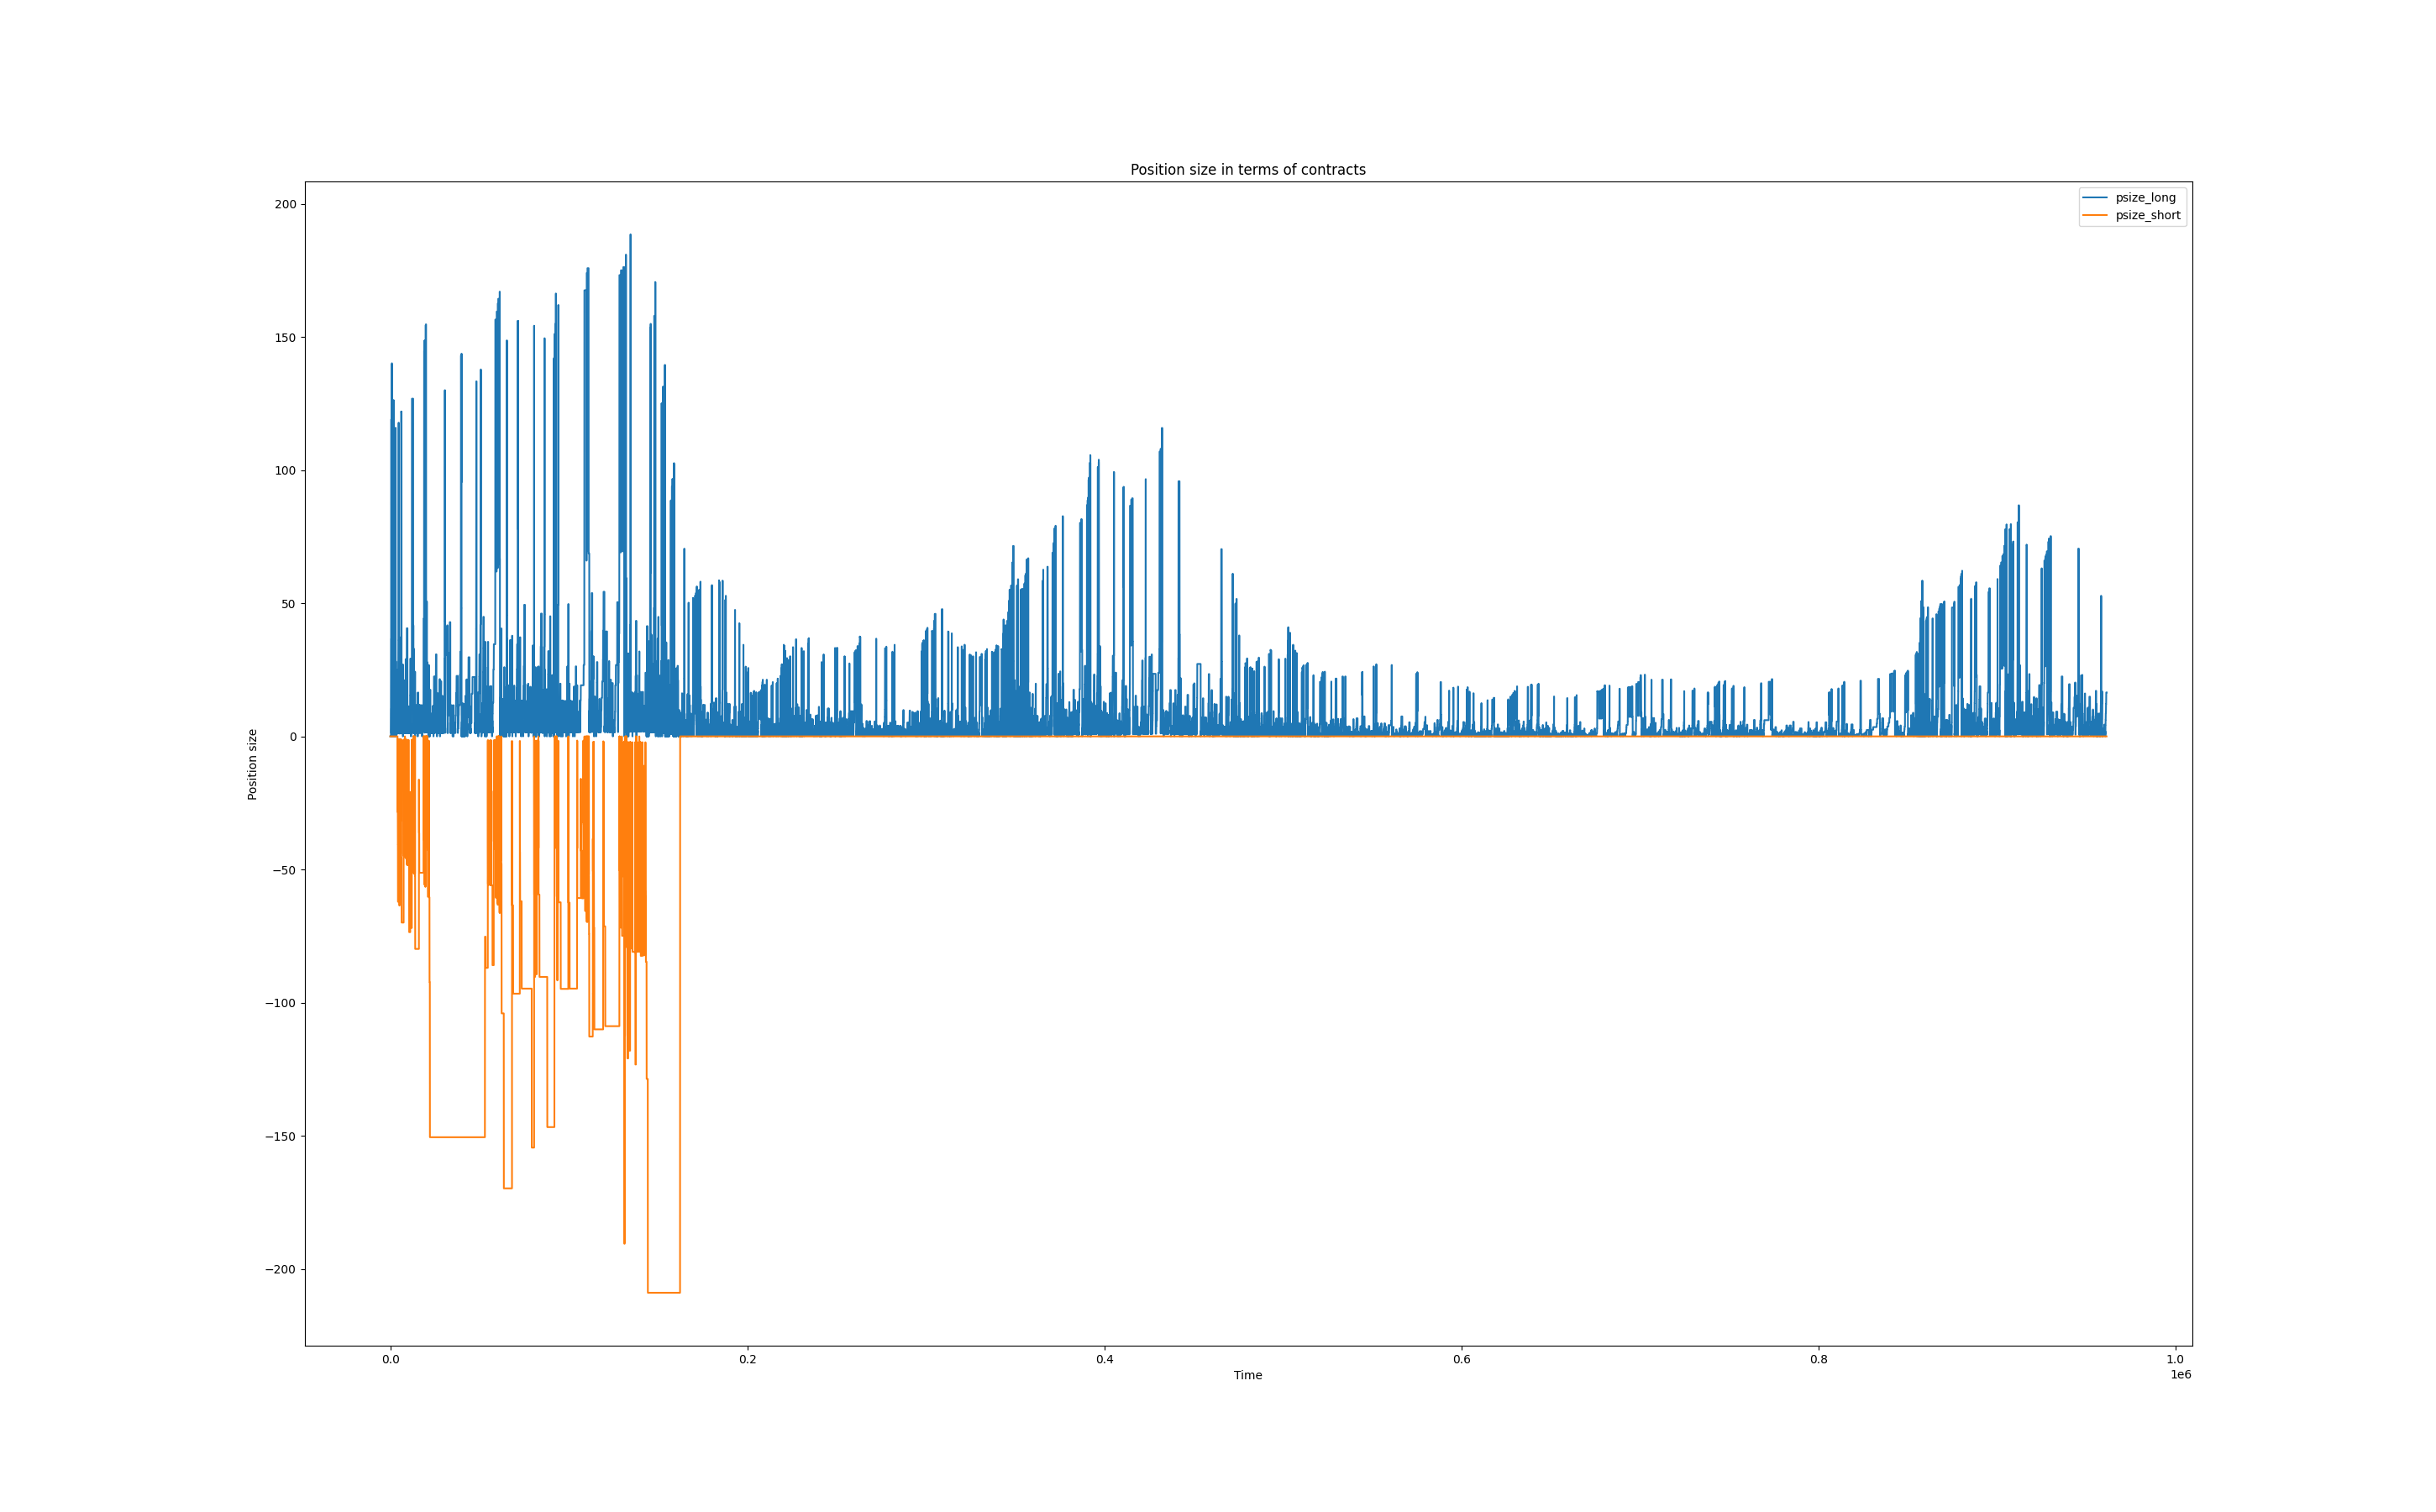 Position size in terms of contracts
psize_long
psize_short
200
150
100
50
0
−50
−100
−150
−200
Position size
0.0
0.2
0.4
0.6
0.8
1.0
Time
1e6